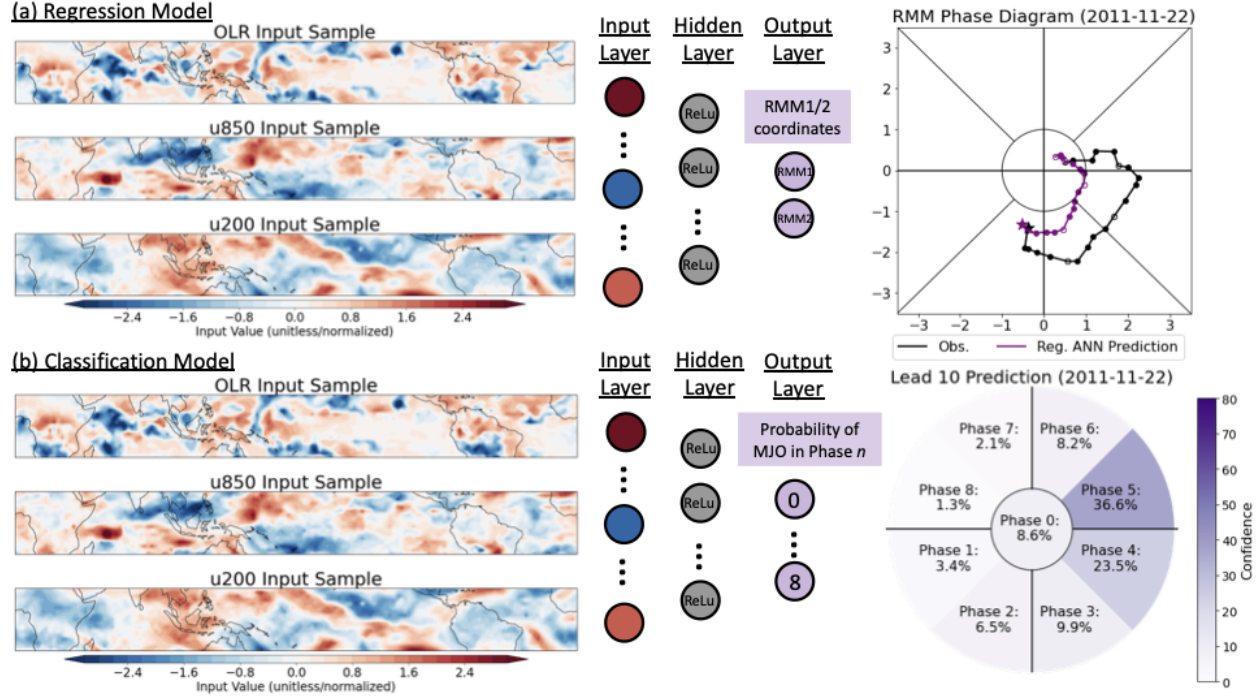 (a) Regression Model
OLR Input Sample
u850 Input Sample
u200 Input Sample
−2.4 −1.6 −0.8 0.0 0.8 1.6 2.4
Input Value (unitless/normalized)
Input
Layer
Hidden
Layer
Output
Layer
ReLu
ReLu
ReLu
RMM1/2
coordinates
RMM1
RMM2
RMM Phase Diagram (2011-11-22)
3
2
1
0
−1
−2
−3
−3 −2 −1 0 1 2 3
Obs. Reg. ANN Prediction
(b) Classification Model
OLR Input Sample
u850 Input Sample
u200 Input Sample
−2.4 −1.6 −0.8 0.0 0.8 1.6 2.4
Input Value (unitless/normalized)
Input
Layer
Hidden
Layer
Output
Layer
ReLu
ReLu
ReLu
Probability of
MJO in Phase n
0
8
Lead 10 Prediction (2011-11-22)
Phase 7:
2.1%
Phase 6:
8.2%
Phase 8:
1.3%
Phase 5:
36.6%
Phase 0:
8.6%
Phase 1:
3.4%
Phase 4:
23.5%
Phase 2:
6.5%
Phase 3:
9.9%
80
70
60
50
40
30
20
10
0
Confidence